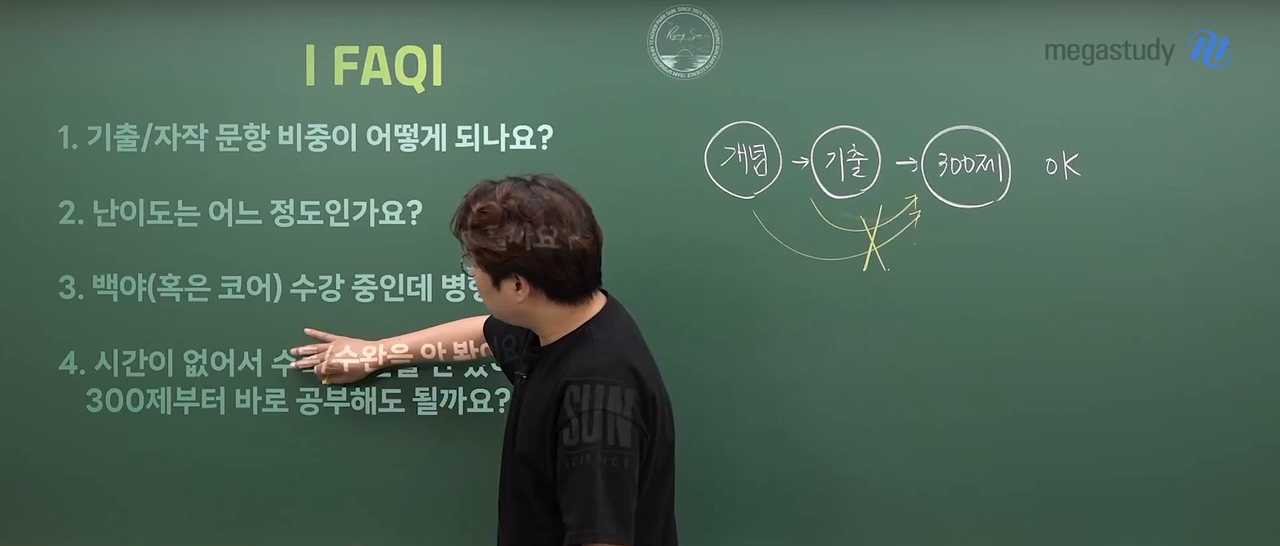 | FAQ|
megastudy
1. 기출/자작 문항 비중이 어떻게 되나요?
개념 → 기출 → 300제 OK
2. 난이도는 어느 정도인가요?
3. 백야(혹은 코어) 수강 중인데
4. 시간이 없어서 수완을 안
300제부터 바로 공부해도 될까요?
SUN
SCIENCE